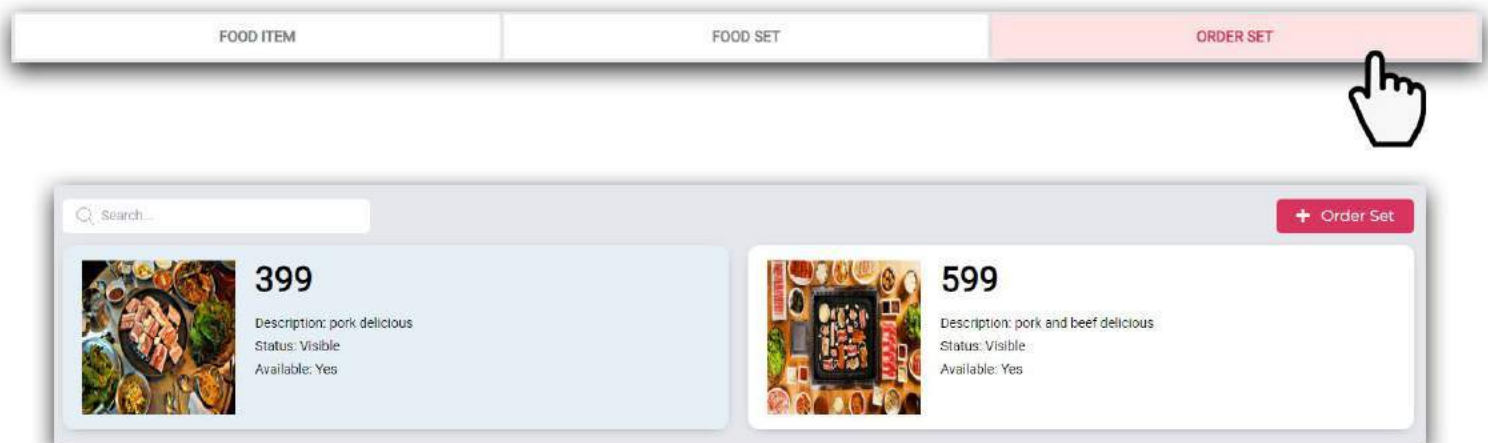 FOOD ITEM
FOOD SET
ORDER SET
Search...
+ Order Set
399
Description: pork delicious
Status: Visible
Available: Yes
599
Description: pork and beef delicious
Status: Visible
Available: Yes